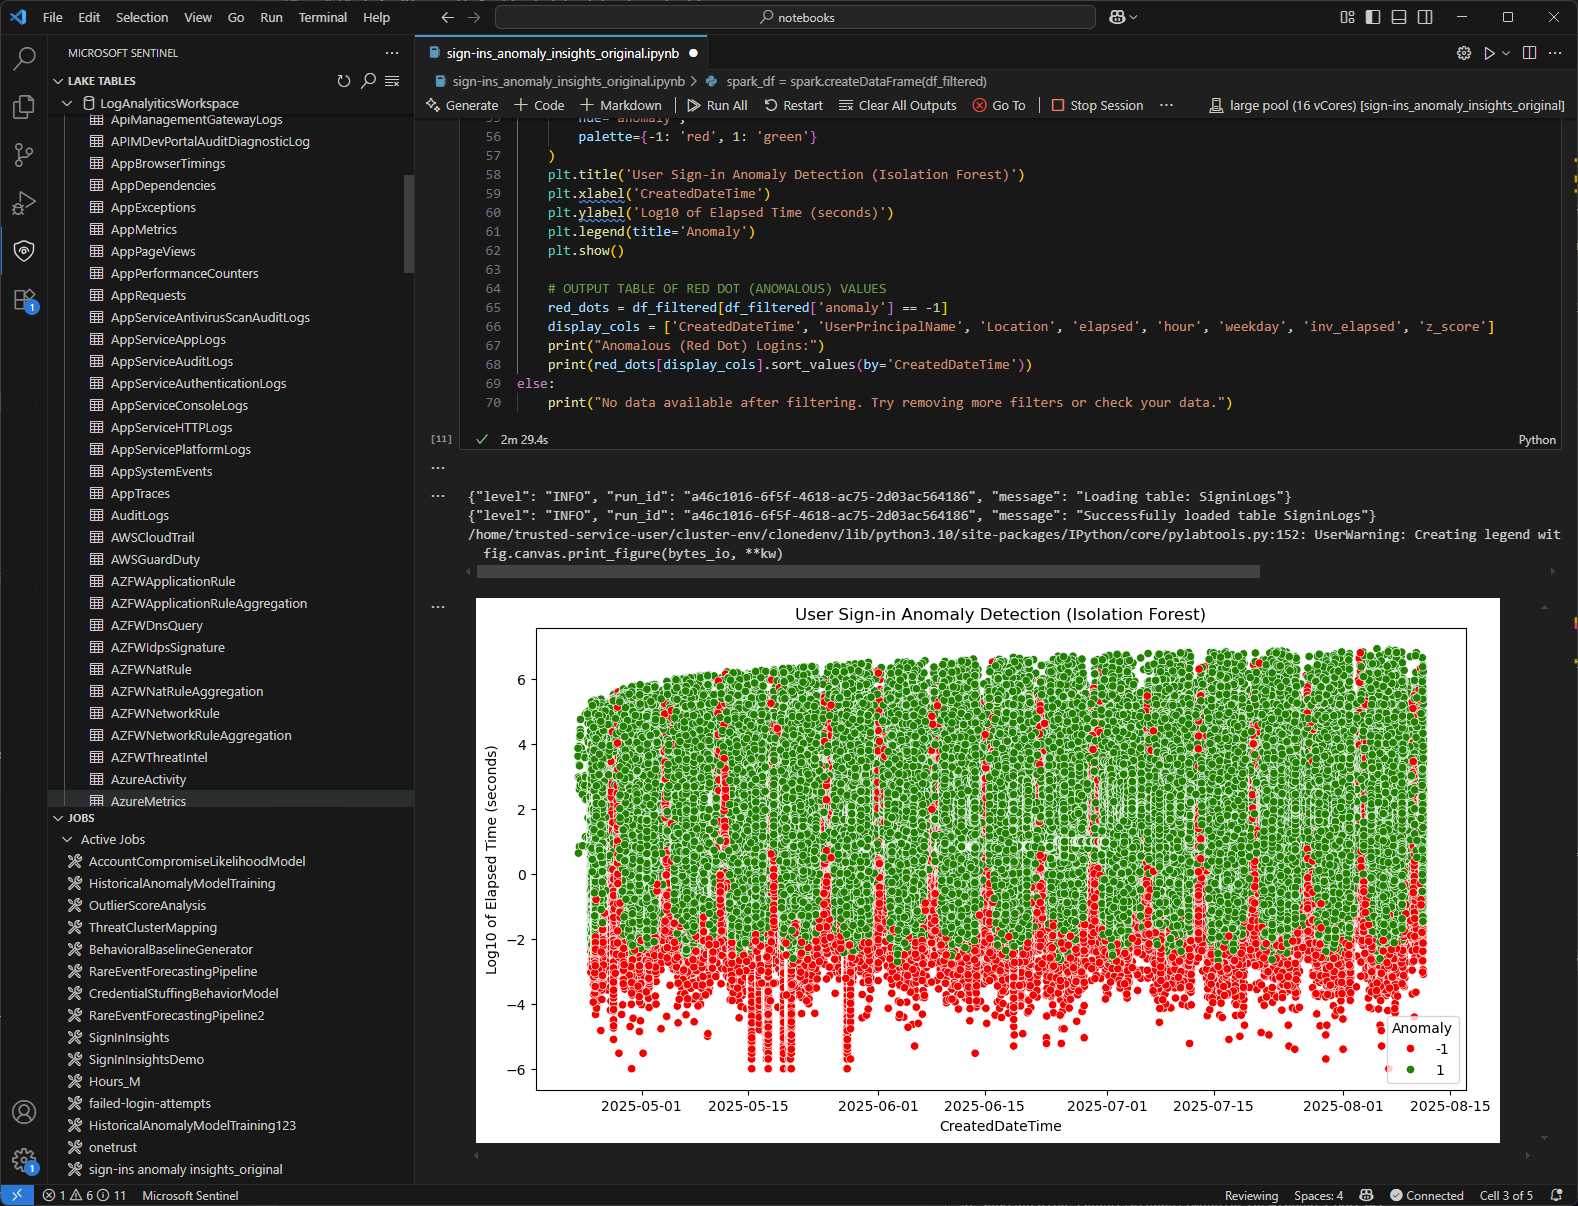 File Edit Selection View Go Run Terminal Help
notebooks
MICROSOFT SENTINEL
LAKE TABLES
LogAnalyiticsWorkspace
ApiManagementGatewayLogs
APIMDevPortalAuditDiagnosticLog
AppBrowserTimings
AppDependencies
AppExceptions
AppMetrics
AppPageViews
AppPerformanceCounters
AppRequests
AppServiceAntivirusScanAuditLogs
AppServiceAppLogs
AppServiceAuditLogs
AppServiceAuthenticationLogs
AppServiceConsoleLogs
AppServiceHTTPLogs
AppServicePlatformLogs
AppSystemEvents
AppTraces
AuditLogs
AWSCloudTrail
AWSGuardDuty
AZFWApplicationRule
AZFWApplicationRuleAggregation
AZFWDnsQuery
AZFWIdpsSignature
AZFWNatRule
AZFWNatRuleAggregation
AZFWNetworkRule
AZFWNetworkRuleAggregation
AZFWThreatIntel
AzureActivity
AzureMetrics
JOBS
Active Jobs
AccountCompromiseLikelihoodModel
HistoricalAnomalyModelTraining
OutlierScoreAnalysis
ThreatClusterMapping
BehavioralBaselineGenerator
RareEventForecastingPipeline
CredentialStuffingBehaviorModel
RareEventForecastingPipeline2
SignInInsights
SignInInsightsDemo
Hours_M
failed-login-attempts
HistoricalAnomalyModelTraining123
onetrust
sign-ins anomaly insights_original
1
1
sign-ins_anomaly_insights_original.ipynb
sign-ins_anomaly_insights_original.ipynb > spark_df = spark.createDataFrame(df_filtered)
Generate + Code + Markdown Run All Restart Clear All Outputs Go To Stop Session ... large pool (16 vCores) [sign-ins_anomaly_insights_original]
55 hue='anomaly',
56 palette={-1: 'red', 1: 'green'}
57 )
58 plt.title('User Sign-in Anomaly Detection (Isolation Forest)')
59 plt.xlabel('CreatedDateTime')
60 plt.ylabel('Log10 of Elapsed Time (seconds)')
61 plt.legend(title='Anomaly')
62 plt.show()
63
64 # OUTPUT TABLE OF RED DOT (ANOMALOUS) VALUES
65 red_dots = df_filtered[df_filtered['anomaly'] == -1]
66 display_cols = ['CreatedDateTime', 'UserPrincipalName', 'Location', 'elapsed', 'hour', 'weekday', 'inv_elapsed', 'z_score']
67 print("Anomalous (Red Dot) Logins:")
68 print(red_dots[display_cols].sort_values(by='CreatedDateTime'))
69 else:
70 print("No data available after filtering. Try removing more filters or check your data.")
[11] 2m 29.4s Python
{"level": "INFO", "run_id": "a46c1016-6f5f-4618-ac75-2d03ac564186", "message": "Loading table: SigninLogs"}
{"level": "INFO", "run_id": "a46c1016-6f5f-4618-ac75-2d03ac564186", "message": "Successfully loaded table SigninLogs"}
/home/trusted-service-user/cluster-env/clonedenv/lib/python3.10/site-packages/IPython/core/pylabtools.py:152: UserWarning: Creating legend wit
fig.canvas.print_figure(bytes_io, **kw)
User Sign-in Anomaly Detection (Isolation Forest)
Log10 of Elapsed Time (seconds)
6
4
2
0
−2
−4
−6
Anomaly
-1
1
2025-05-01 2025-05-15 2025-06-01 2025-06-15 2025-07-01 2025-07-15 2025-08-01 2025-08-15
CreatedDateTime
1 6 11 Microsoft Sentinel
Reviewing Spaces: 4 Connected Cell 3 of 5